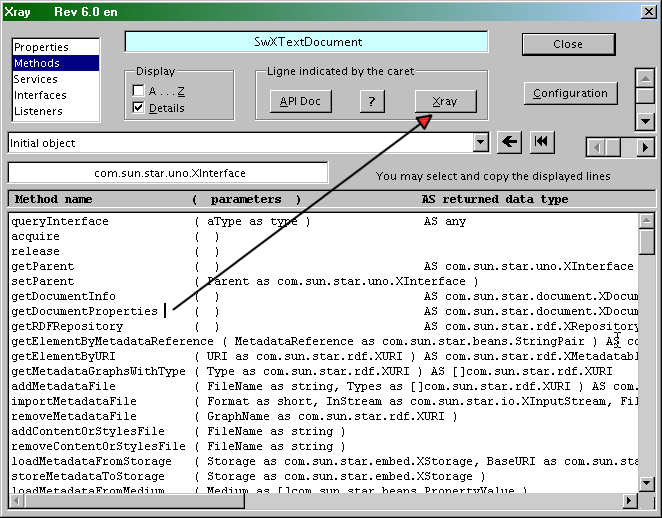 Xray Rev 6.0 en
Properties
Methods
Services
Interfaces
Listeners
SwXTextDocument
Close
Display
A . . . Z
Details
Ligne indicated by the caret
API Doc
?
Xray
Configuration
Initial object
com.sun.star.uno.XInterface
You may select and copy the displayed lines
Method name ( parameters ) AS returned data type
queryInterface ( aType as type ) AS any
acquire ( )
release ( )
getParent ( ) AS com.sun.star.uno.XInterface
setParent ( Parent as com.sun.star.uno.XInterface )
getDocumentInfo ( ) AS com.sun.star.document.XDocum
getDocumentProperties ( ) AS com.sun.star.document.XDocum
getRDFRepository ( ) AS com.sun.star.rdf.XRepository
getElementByMetadataReference ( MetadataReference as com.sun.star.beans.StringPair ) AS co
getElementByURI ( URI as com.sun.star.rdf.XURI ) AS com.sun.star.rdf.XMetadatabl
getMetadataGraphsWithType ( Type as com.sun.star.rdf.XURI ) AS []com.sun.star.rdf.XURI
addMetadataFile ( FileName as string, Types as []com.sun.star.rdf.XURI ) AS com.
importMetadataFile ( Format as short, InStream as com.sun.star.io.XInputStream, Fil
removeMetadataFile ( GraphName as com.sun.star.rdf.XURI )
addContentOrStylesFile ( FileName as string )
removeContentOrStylesFile ( FileName as string )
loadMetadataFromStorage ( Storage as com.sun.star.embed.XStorage, BaseURI as com.sun.sta
storeMetadataToStorage ( Storage as com.sun.star.embed.XStorage )
loadMetadataFromMedium ( Medium as []com.sun.star.beans.PropertyValue )